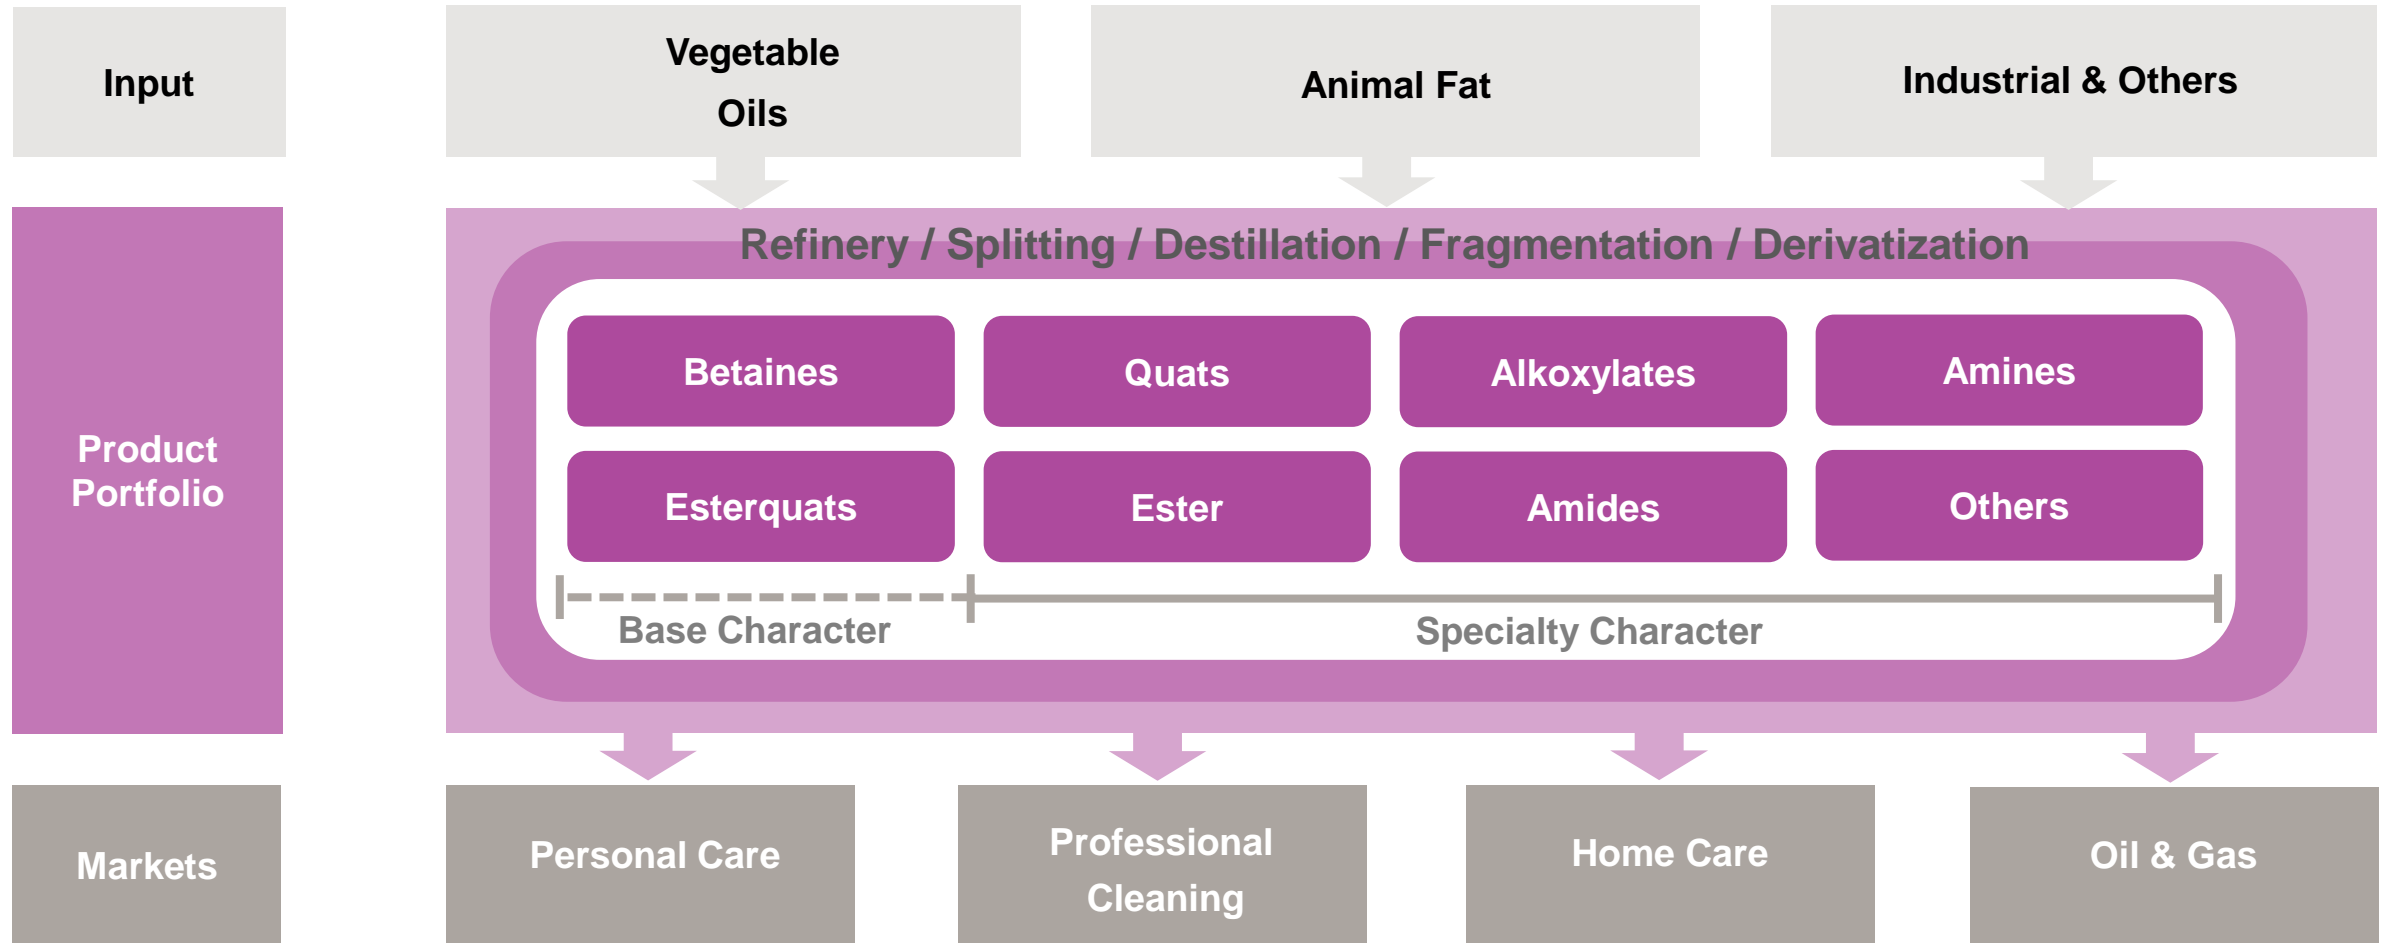 Input
Vegetable
Oils
Animal Fat
Industrial & Others
Product
Portfolio
Refinery / Splitting / Destillation / Fragmentation / Derivatization
Betaines
Quats
Alkoxylates
Amines
Esterquats
Ester
Amides
Others
Base Character
Specialty Character
Markets
Personal Care
Professional
Cleaning
Home Care
Oil & Gas